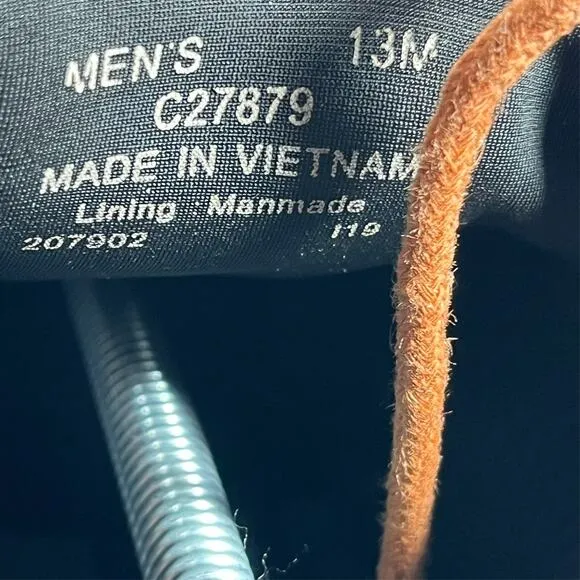 MEN'S 13M
C27879
MADE IN VIETNAM
Lining : Manmade
207902 I19